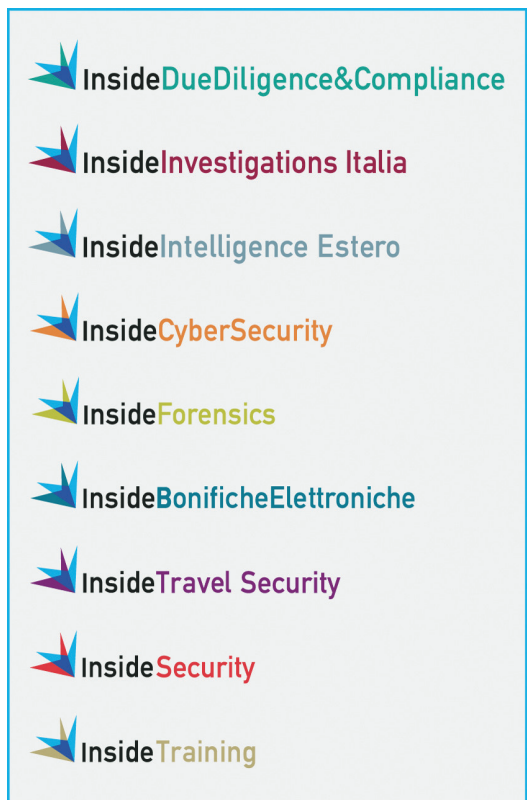 InsideDueDiligence&Compliance
InsideInvestigations Italia
InsideIntelligence Estero
InsideCyberSecurity
InsideForensics
InsideBonificheElettroniche
InsideTravel Security
InsideSecurity
InsideTraining